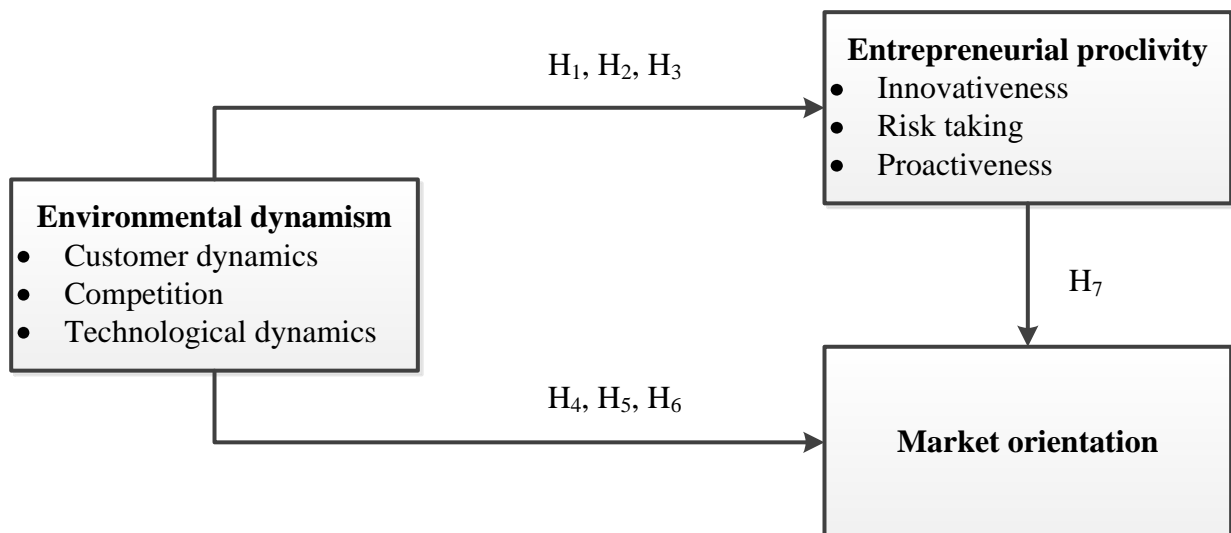 Entrepreneurial proclivity
• Innovativeness
• Risk taking
• Proactiveness
H₁, H₂, H₃
Environmental dynamism
• Customer dynamics
• Competition
• Technological dynamics
H₇
H₄, H₅, H₆
Market orientation